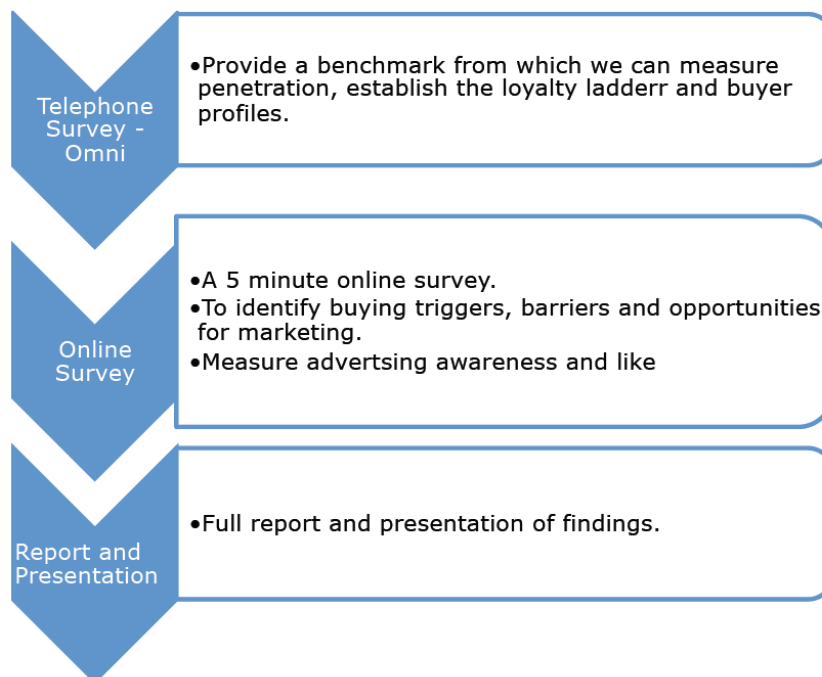 Telephone
Survey -
Omni
•Provide a benchmark from which we can measure
penetration, establish the loyalty ladderr and buyer
profiles.
Online
Survey
•A 5 minute online survey.
•To identify buying triggers, barriers and opportunities
for marketing.
•Measure advertsing awareness and like
Report and
Presentation
•Full report and presentation of findings.